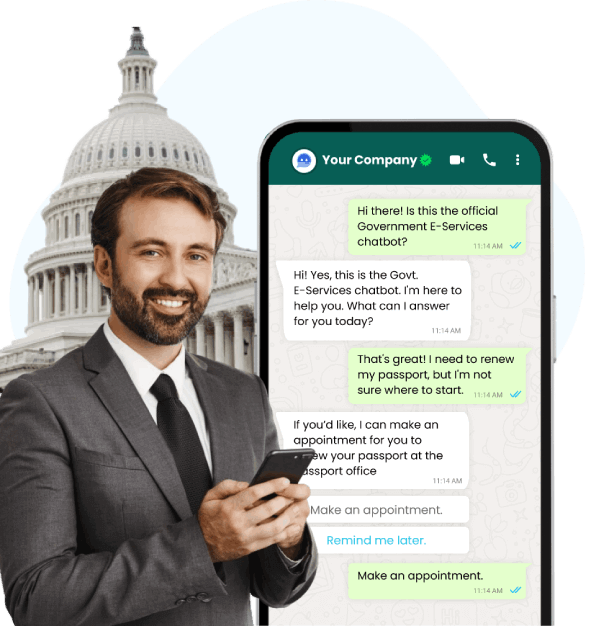 Your Company
Hi there! Is this the official
Government E-Services
chatbot?
11:14 AM
Hi! Yes, this is the Govt.
E-Services chatbot. I'm here to
help you. What can I answer
for you today?
11:14 AM
That's great! I need to renew
my passport, but I'm not
sure where to start.
11:14 AM
If you'd like, I can make an
appointment for you to
your passport at the
office
11:14 AM
Make an appointment.
Remind me later.
Make an appointment.
11:14 AM